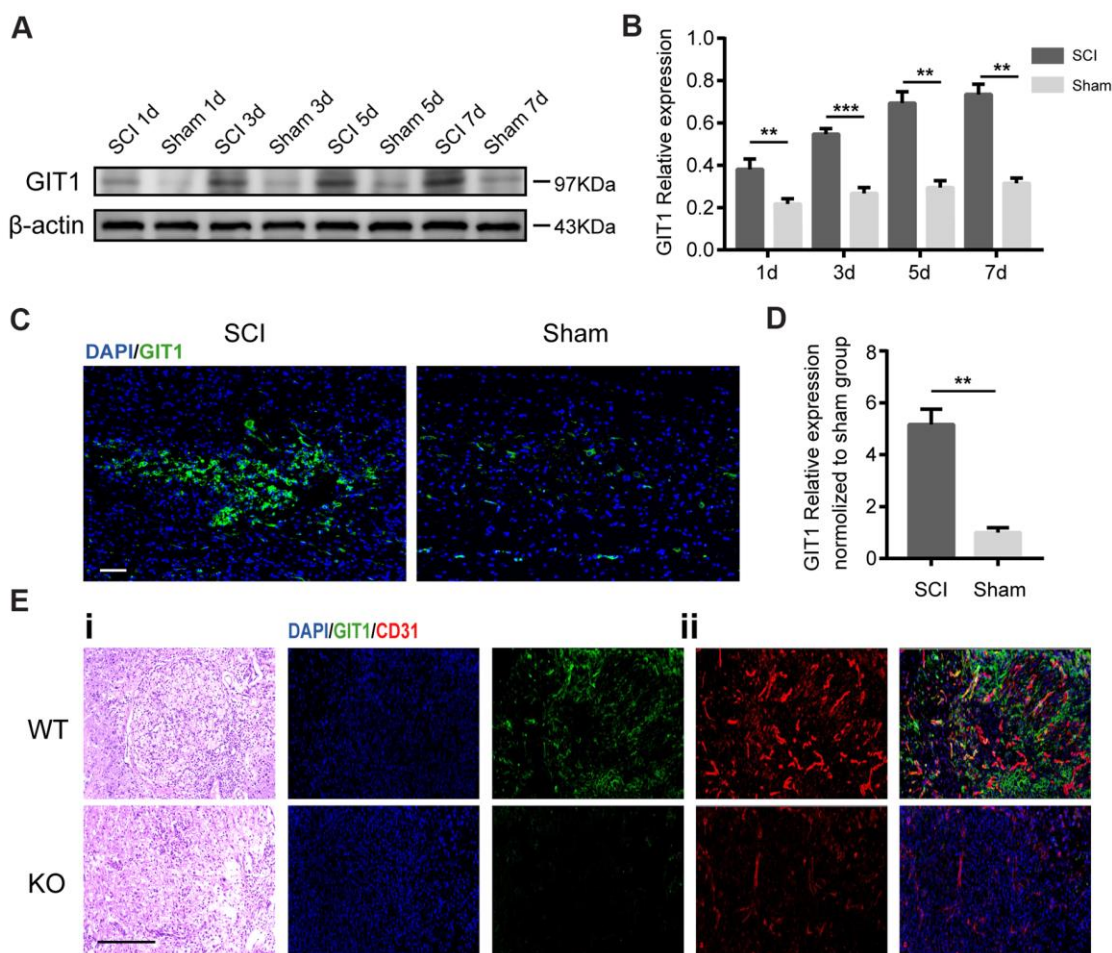 A
SCI 1d
Sham 1d
SCI 3d
Sham 3d
SCI 5d
Sham 5d
SCI 7d
Sham 7d
GIT1
97KDa
β-actin
43KDa
B
GIT1 Relative expression
1.0
0.8
0.6
0.4
0.2
0.0
**
***
**
**
1d
3d
5d
7d
SCI
Sham
C
SCI
Sham
DAPI/GIT1
D
GIT1 Relative expression
normolized to sham group
8
6
4
2
0
**
SCI
Sham
E
i
DAPI/GIT1/CD31
ii
WT
KO